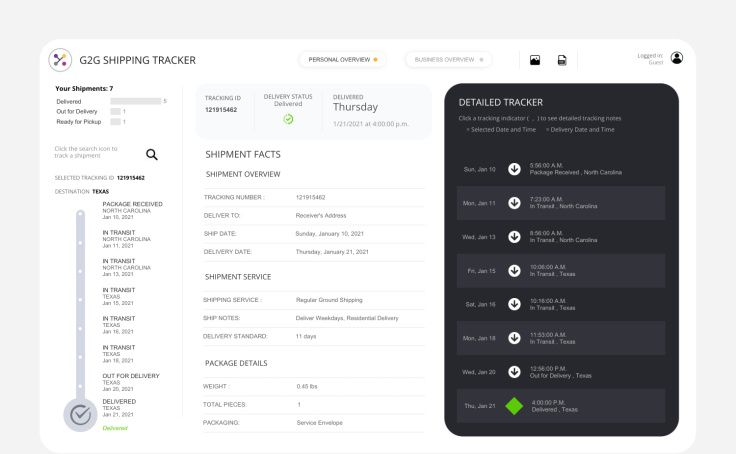 G2G SHIPPING TRACKER
PERSONAL OVERVIEW
BUSINESS OVERVIEW
Logged in:
Guest
Your Shipments: 7
Delivered 5
Out for Delivery 1
Ready for Pickup 1
Click the search icon to
track a shipment
SELECTED TRACKING ID 121915462
DESTINATION TEXAS
PACKAGE RECEIVED
NORTH CAROLINA
Jan 10, 2021
IN TRANSIT
NORTH CAROLINA
Jan 11, 2021
IN TRANSIT
NORTH CAROLINA
Jan 13, 2021
IN TRANSIT
TEXAS
Jan 15, 2021
IN TRANSIT
TEXAS
Jan 16, 2021
IN TRANSIT
TEXAS
Jan 18, 2021
OUT FOR DELIVERY
TEXAS
Jan 20, 2021
DELIVERED
TEXAS
Jan 21, 2021
Delivered
TRACKING ID
121915462
DELIVERY STATUS
Delivered
DELIVERED
Thursday
1/21/2021 at 4:00:00 p.m.
SHIPMENT FACTS
SHIPMENT OVERVIEW
TRACKING NUMBER : 121915462
DELIVER TO: Receiver's Address
SHIP DATE: Sunday, January 10, 2021
DELIVERY DATE: Thursday, January 21, 2021
SHIPMENT SERVICE
SHIPPING SERVICE : Regular Ground Shipping
SHIP NOTES: Deliver Weekdays, Residential Delivery
DELIVERY STANDARD: 11 days
PACKAGE DETAILS
WEIGHT : 0.45 lbs
TOTAL PIECES: 1
PACKAGING: Service Envelope
DETAILED TRACKER
Click a tracking indicator ( , ) to see detailed tracking notes
= Selected Date and Time = Delivery Date and Time
Sun, Jan 10
5:56:00 A.M.
Package Received , North Carolina
Mon, Jan 11
7:23:00 A.M.
In Transit , North Carolina
Wed, Jan 13
8:56:00 A.M.
In Transit , North Carolina
Fri, Jan 15
10:06:00 A.M.
In Transit , Texas
Sat, Jan 16
10:16:00 A.M.
In Transit , Texas
Mon, Jan 18
11:53:00 A.M.
In Transit , Texas
Wed, Jan 20
12:56:00 P.M.
Out for Delivery , Texas
Thu, Jan 21
4:00:00 P.M.
Delivered , Texas